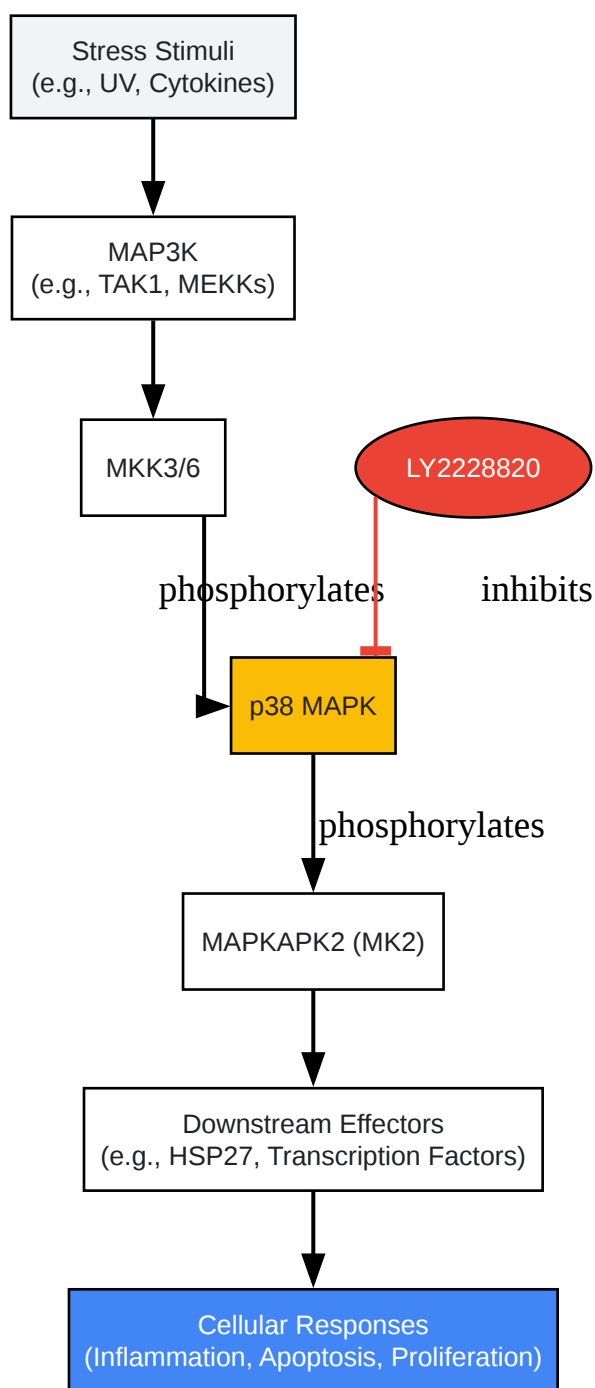 Stress Stimuli
(e.g., UV, Cytokines)
MAP3K
(e.g., TAK1, MEKKs)
MKK3/6
LY2228820
phosphorylates
inhibits
p38 MAPK
phosphorylates
MAPKAPK2 (MK2)
Downstream Effectors
(e.g., HSP27, Transcription Factors)
Cellular Responses
(Inflammation, Apoptosis, Proliferation)